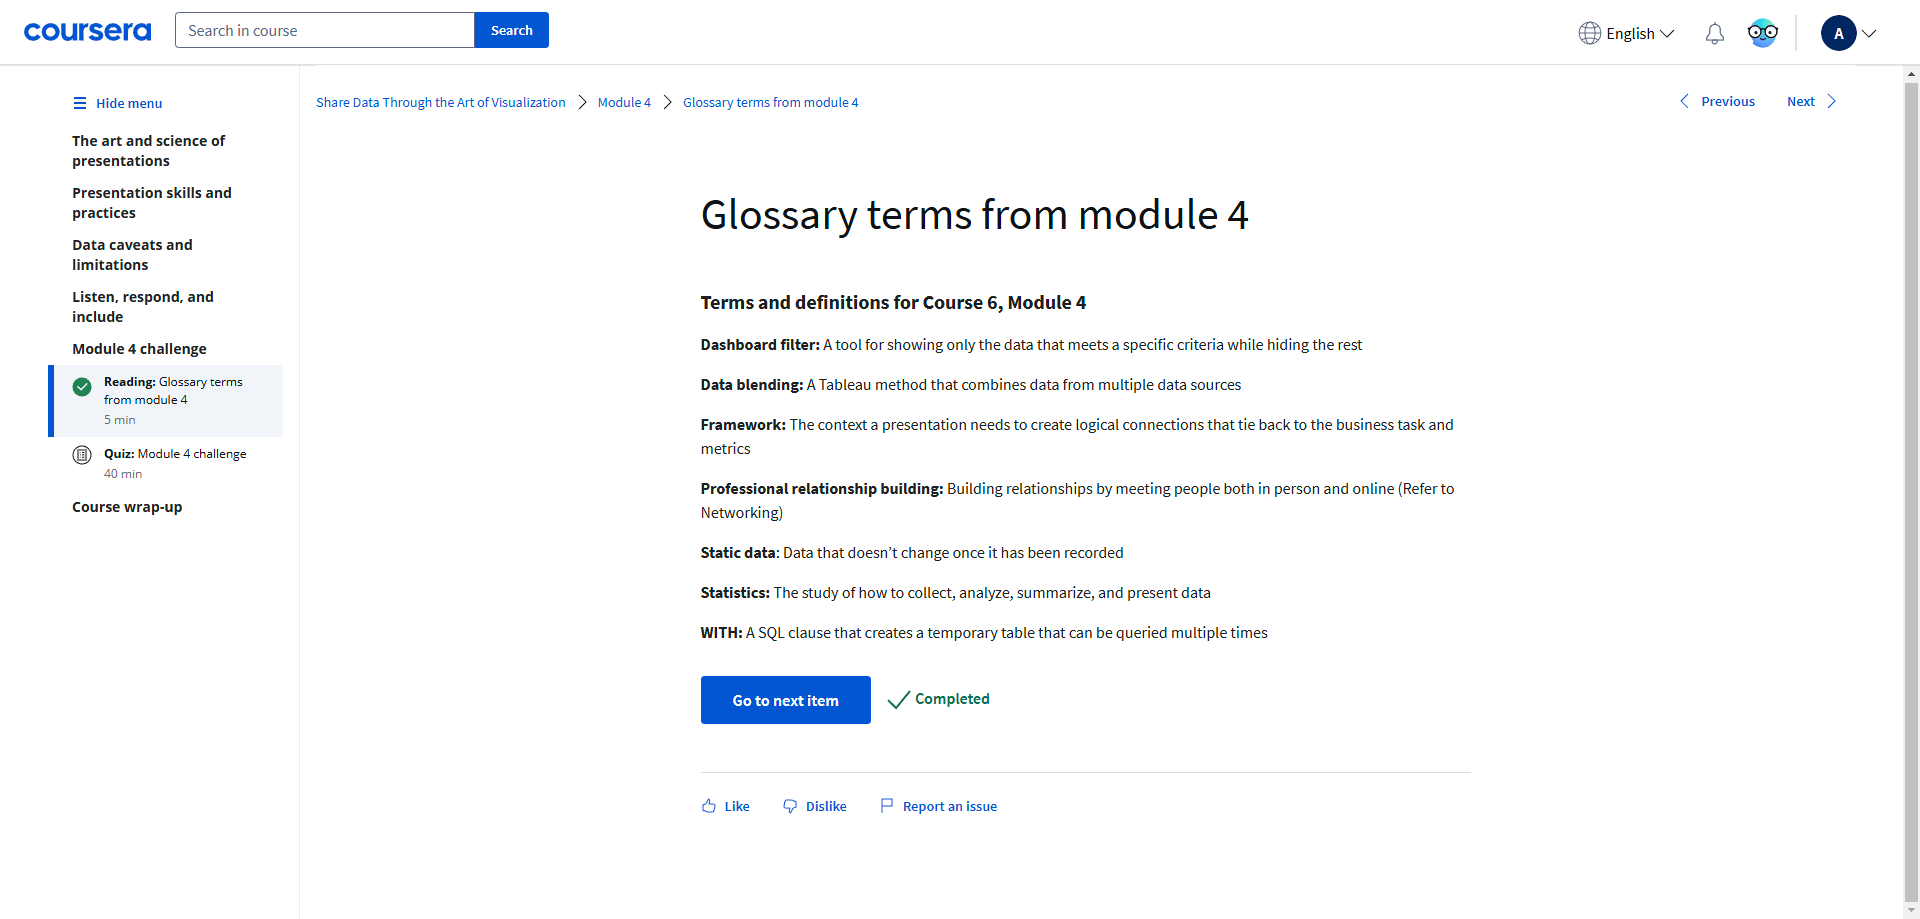 coursera
Search in course
Search
English
A
Hide menu
The art and science of
presentations
Presentation skills and
practices
Data caveats and
limitations
Listen, respond, and
include
Module 4 challenge
Reading: Glossary terms
from module 4
5 min
Quiz: Module 4 challenge
40 min
Course wrap-up
Share Data Through the Art of Visualization
Module 4
Glossary terms from module 4
Previous
Next
Glossary terms from module 4
Terms and definitions for Course 6, Module 4
Dashboard filter: A tool for showing only the data that meets a specific criteria while hiding the rest
Data blending: A Tableau method that combines data from multiple data sources
Framework: The context a presentation needs to create logical connections that tie back to the business task and
metrics
Professional relationship building: Building relationships by meeting people both in person and online (Refer to
Networking)
Static data: Data that doesn’t change once it has been recorded
Statistics: The study of how to collect, analyze, summarize, and present data
WITH: A SQL clause that creates a temporary table that can be queried multiple times
Go to next item
Completed
Like
Dislike
Report an issue